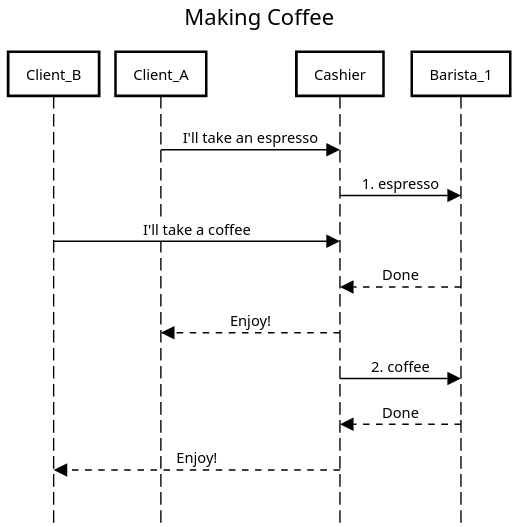 Making Coffee
Client_B
Client_A
Cashier
Barista_1
I'll take an espresso
1. espresso
I'll take a coffee
Done
Enjoy!
2. coffee
Done
Enjoy!